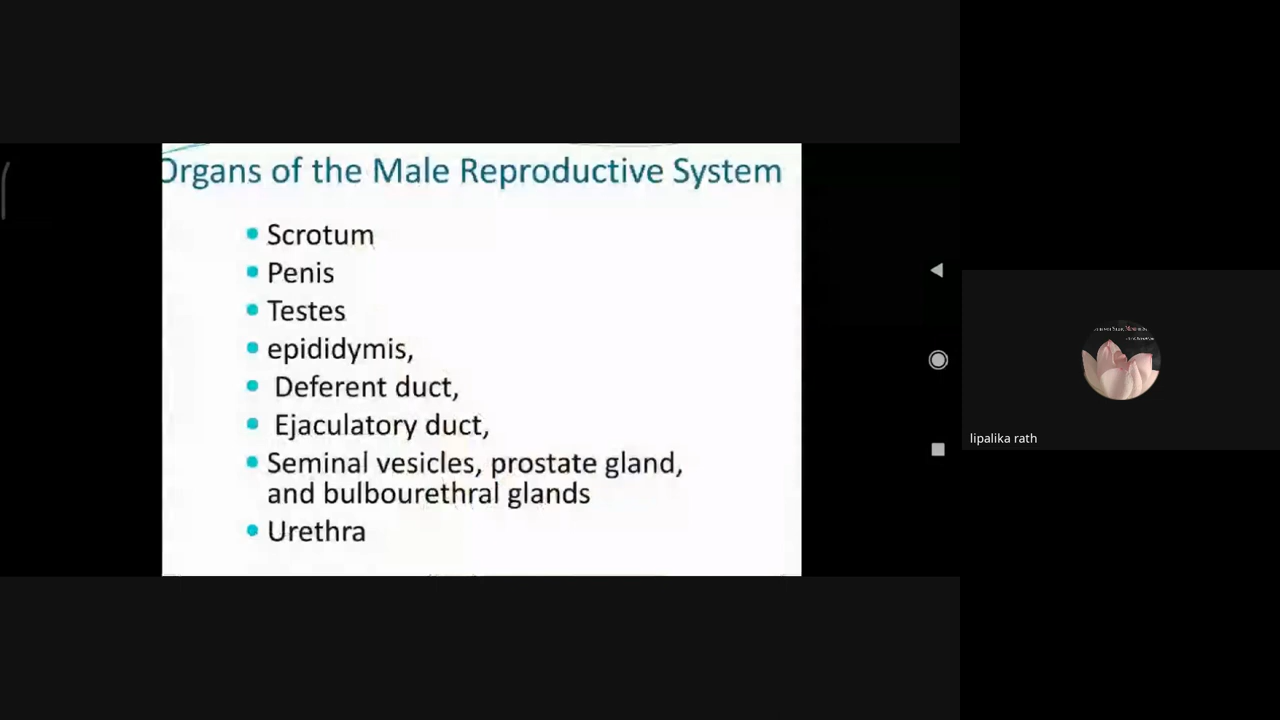 Organs of the Male Reproductive System
• Scrotum
• Penis
• Testes
• epididymis,
• Deferent duct,
• Ejaculatory duct,
• Seminal vesicles, prostate gland,
and bulbourethral glands
• Urethra
lipalika rath